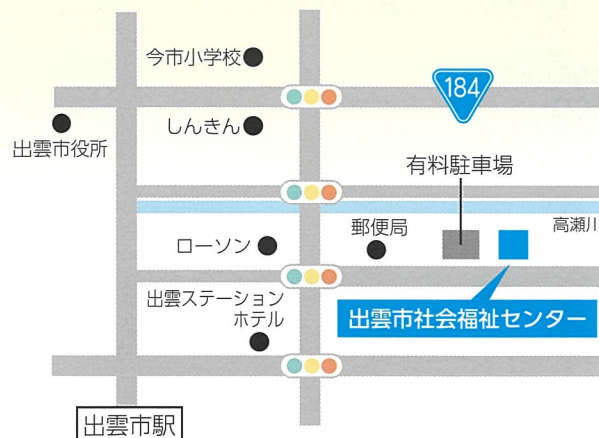 今市小学校
184
しんきん
出雲市役所
有料駐車場
高瀬川
郵便局
ローソン
出雲ステーション
ホテル
出雲市社会福祉センター
出雲市駅